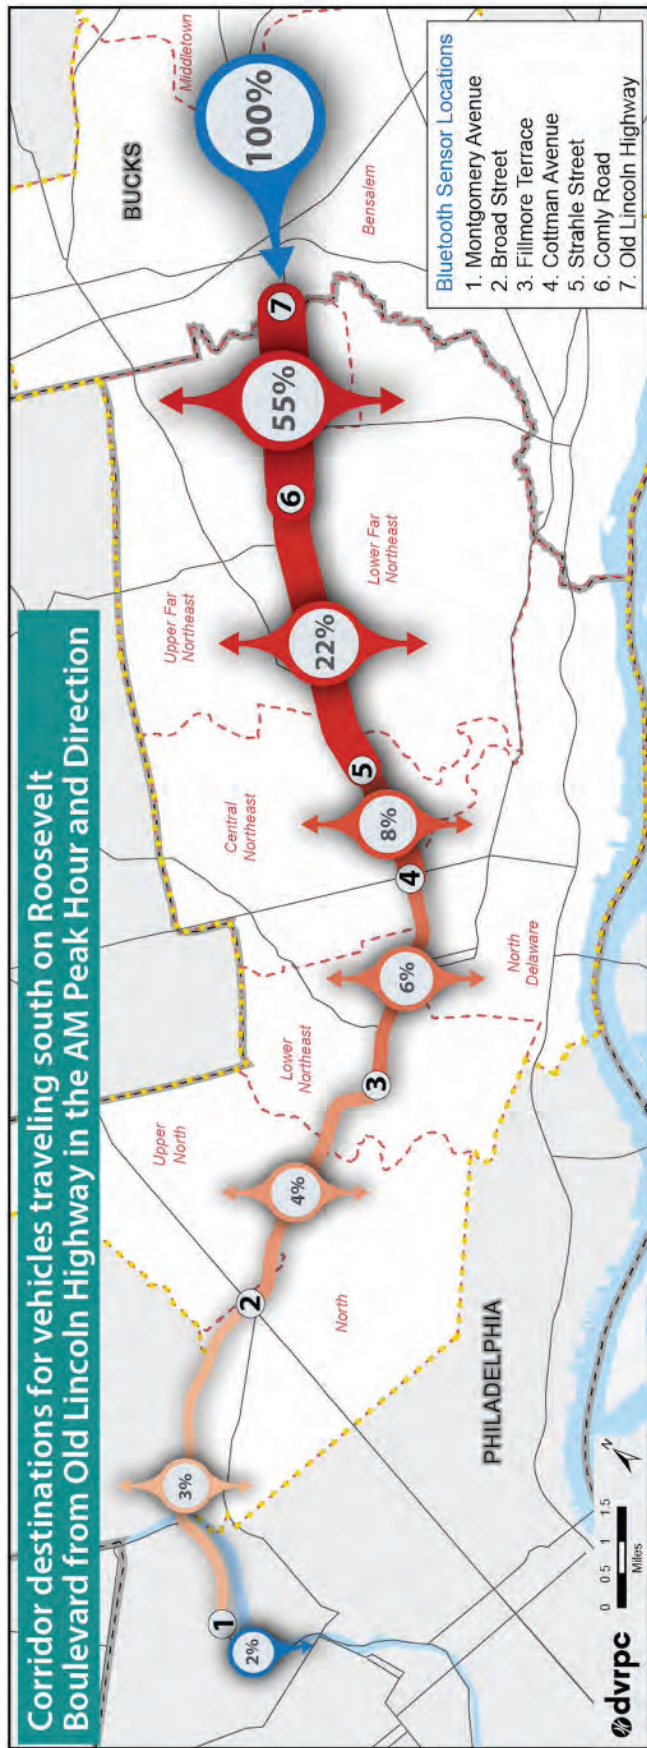 Corridor destinations for vehicles traveling south on Roosevelt
Boulevard from Old Lincoln Highway in the AM Peak Hour and Direction
BUCKS
Middletown
100%
Bensalem
7
55%
6
Upper Far
Northeast
Lower Far
Northeast
22%
5
Central
Northeast
8%
4
6%
North
Delaware
Lower
Northeast
3
Upper
North
4%
2
North
3%
1
2%
PHILADELPHIA
Bluetooth Sensor Locations
1. Montgomery Avenue
2. Broad Street
3. Fillmore Terrace
4. Cottman Avenue
5. Strahle Street
6. Comly Road
7. Old Lincoln Highway
dvrpc
0 0.5 1 1.5
Miles
N